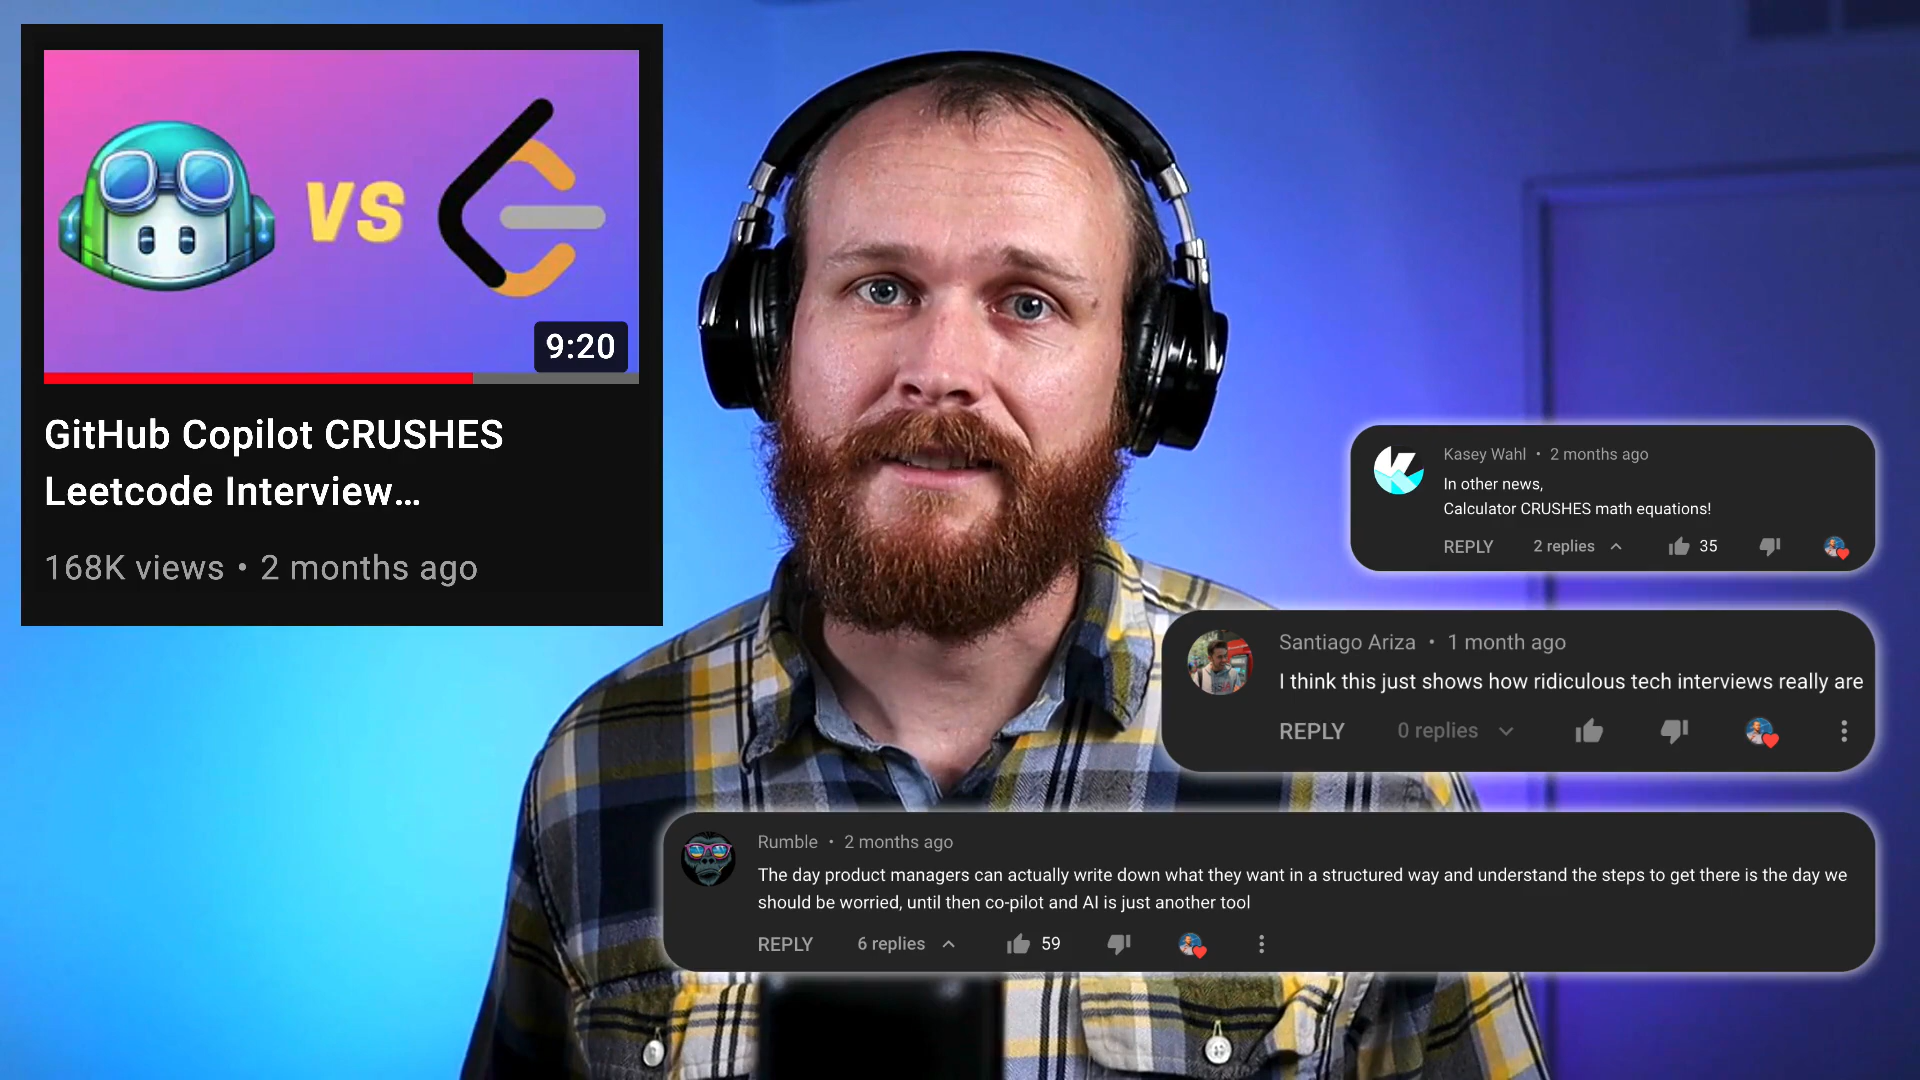 VS
9:20
GitHub Copilot CRUSHES
Leetcode Interview...
168K views • 2 months ago
Kasey Wahl • 2 months ago
In other news,
Calculator CRUSHES math equations!
REPLY 2 replies 35
Santiago Ariza • 1 month ago
I think this just shows how ridiculous tech interviews really are
REPLY 0 replies
Rumble • 2 months ago
The day product managers can actually write down what they want in a structured way and understand the steps to get there is the day we
should be worried, until then co-pilot and AI is just another tool
REPLY 6 replies 59